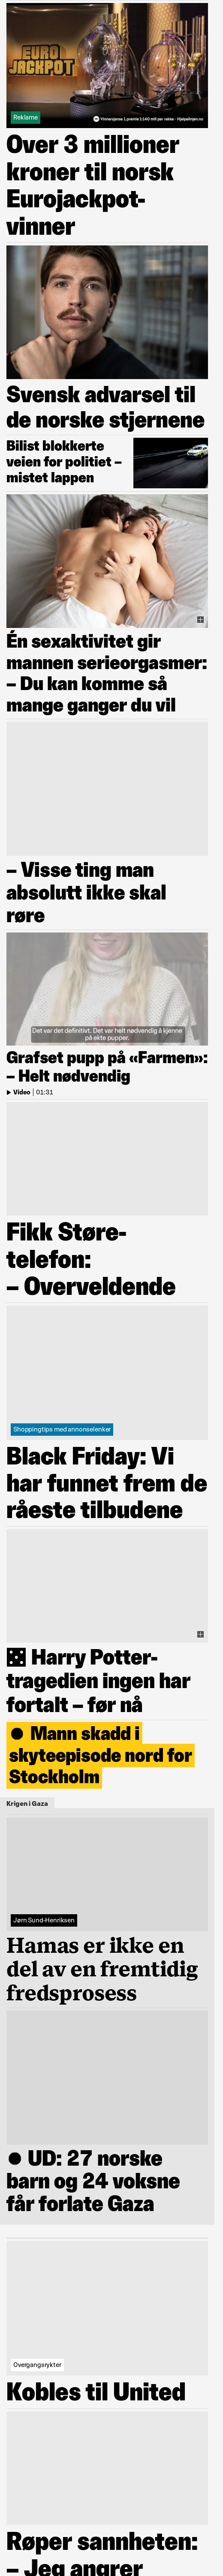 EURO
JACKPOT
Reklame
Vinnersjanse 1.premie 1:140 mill per rekke - Hjelpelinjen.no
Over 3 millioner
kroner til norsk
Eurojackpot-
vinner
Svensk advarsel til
de norske stjernene
Bilist blokkerte
veien for politiet –
mistet lappen
Én sexaktivitet gir
mannen serieorgasmer:
– Du kan komme så
mange ganger du vil
– Visse ting man
absolutt ikke skal
røre
Det var det definitivt. Det var helt nødvendig å kjenne
på ekte pupper.
Grafset pupp på «Farmen»:
– Helt nødvendig
Video | 01:31
Fikk Støre-
telefon:
– Overveldende
Shoppingtips med annonselenker
Black Friday: Vi
har funnet frem de
råeste tilbudene
Harry Potter-
tragedien ingen har
fortalt – før nå
Mann skadd i
skyteepisode nord for
Stockholm
Krigen i Gaza
Jørn Sund-Henriksen
Hamas er ikke en
del av en fremtidig
fredsprosess
UD: 27 norske
barn og 24 voksne
får forlate Gaza
Overgangsrykter
Kobles til United
Røper sannheten:
– Jeg angrer